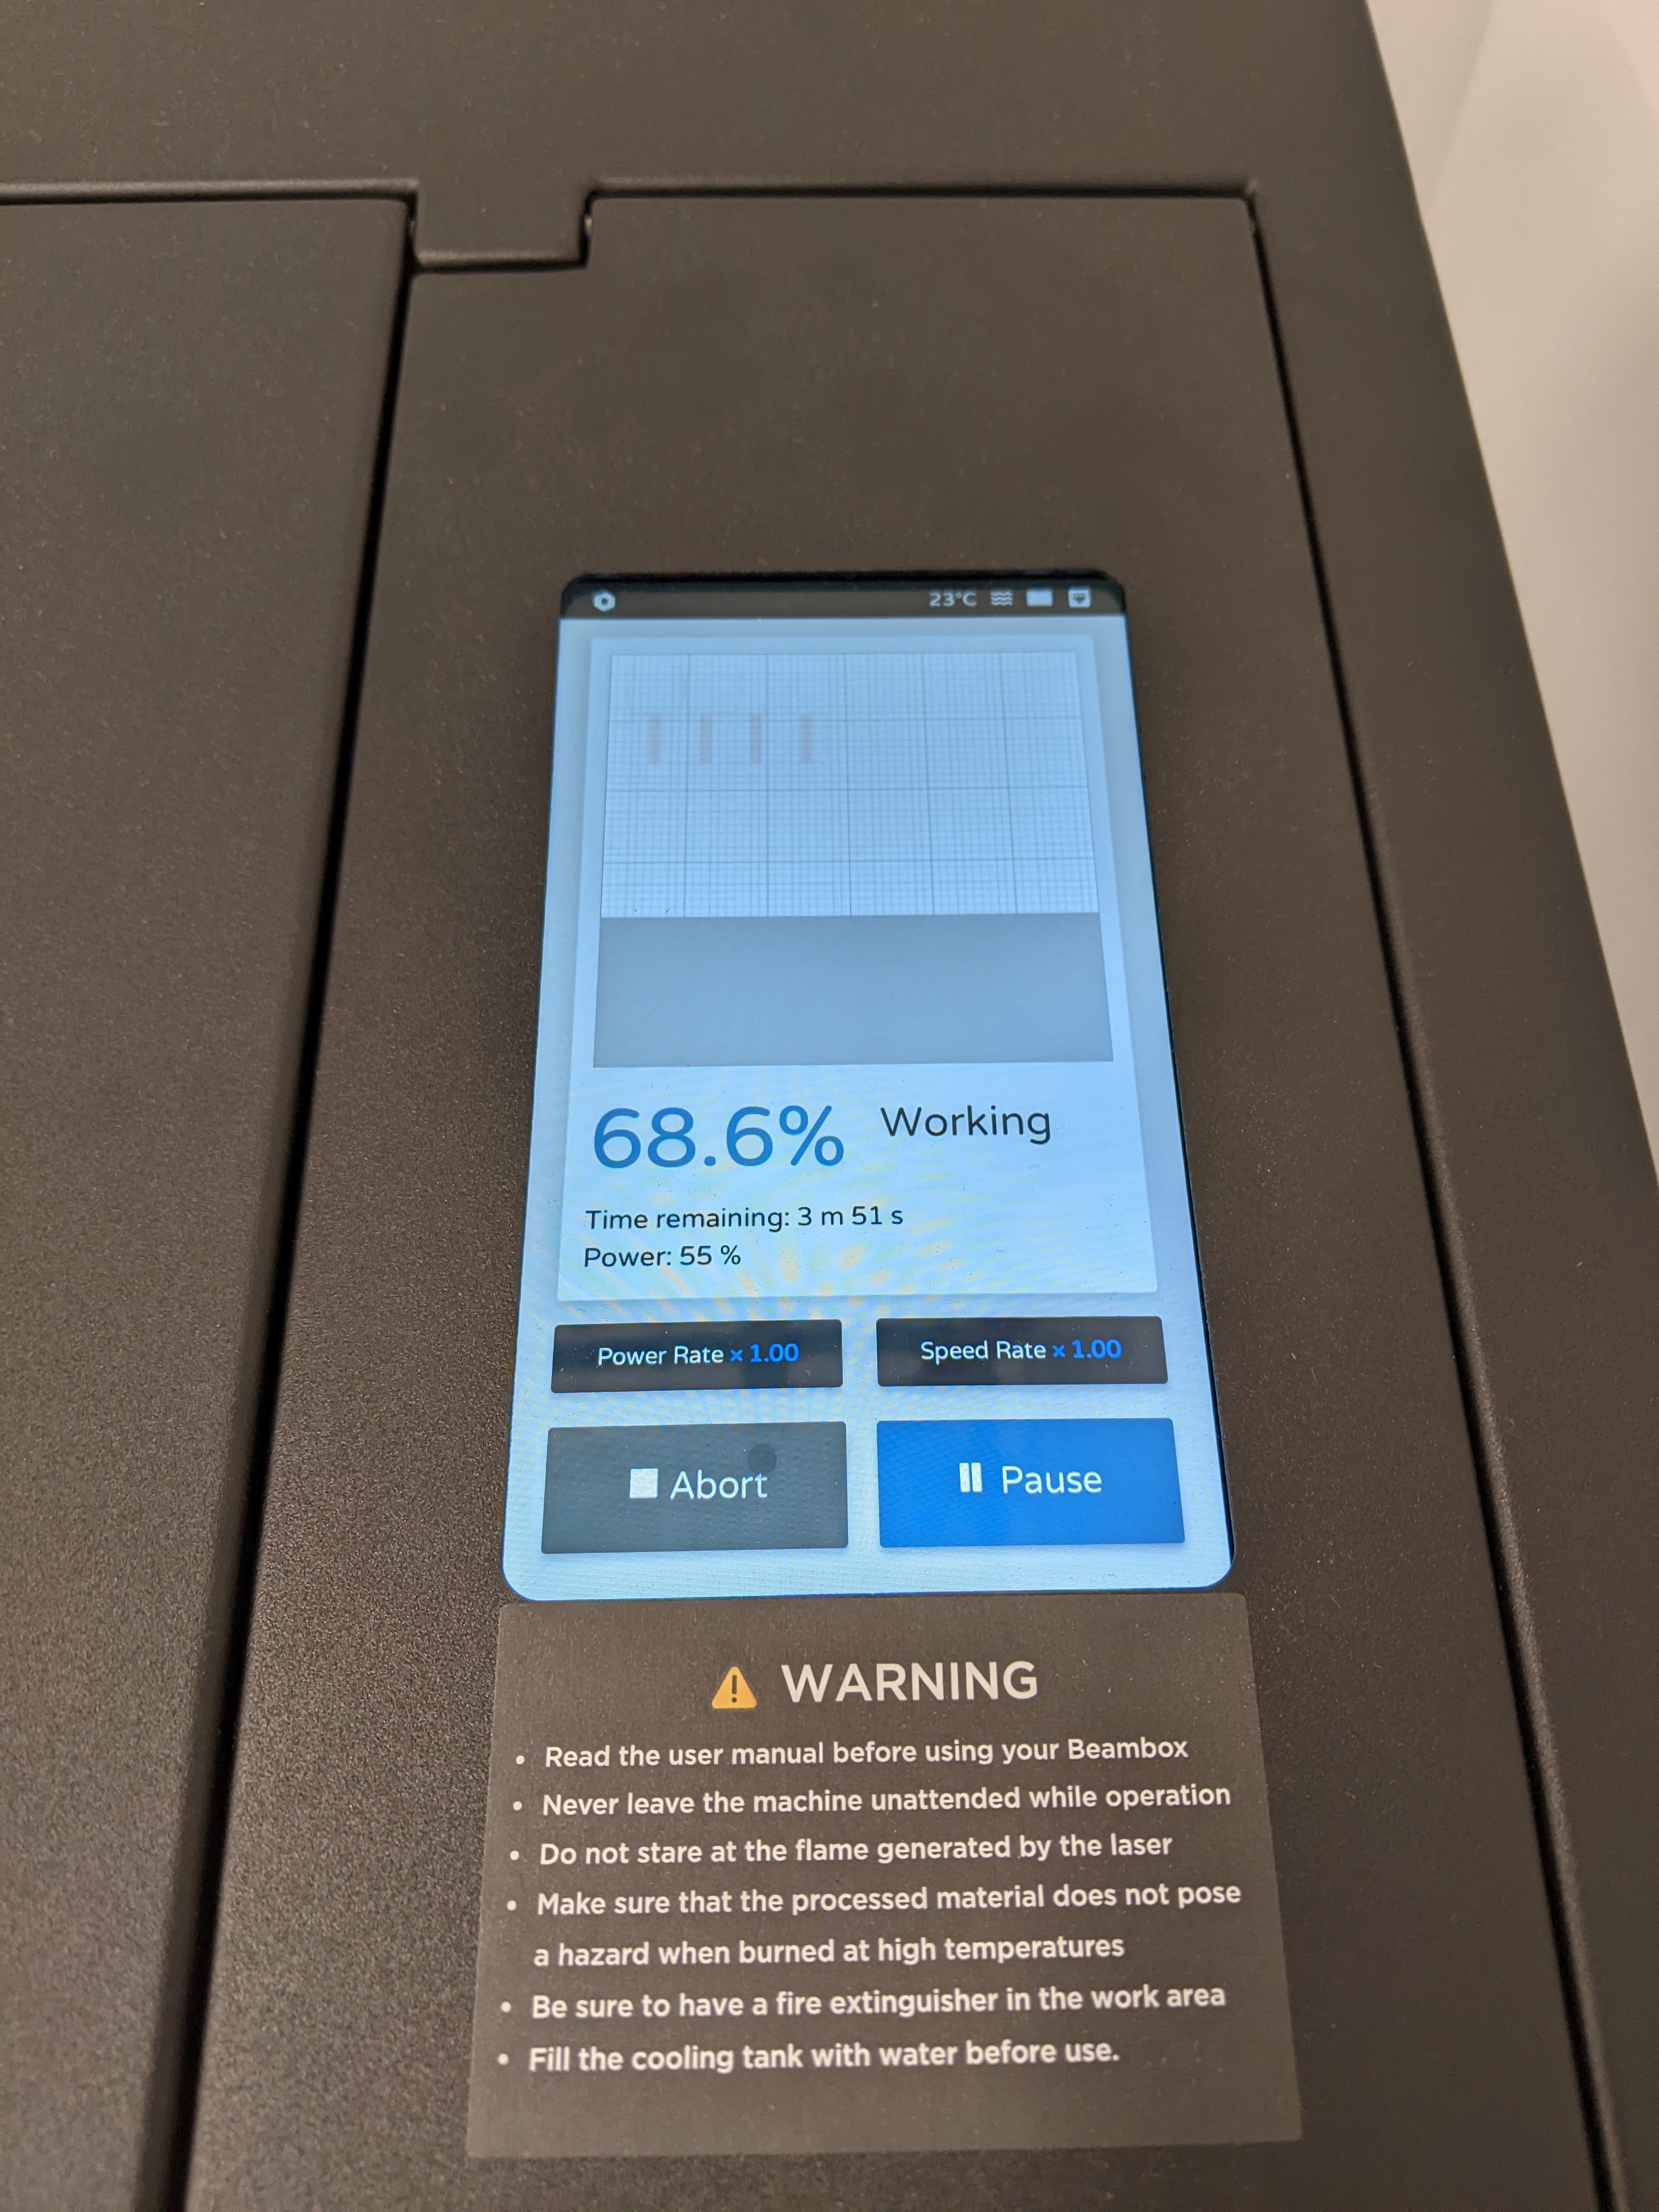 23°C
68.6% Working
Time remaining: 3 m 51 s
Power: 55 %
Power Rate x 1.00 Speed Rate x 1.00
Abort Pause
WARNING
• Read the user manual before using your Beambox
• Never leave the machine unattended while operation
• Do not stare at the flame generated by the laser
• Make sure that the processed material does not pose
a hazard when burned at high temperatures
• Be sure to have a fire extinguisher in the work area
• Fill the cooling tank with water before use.